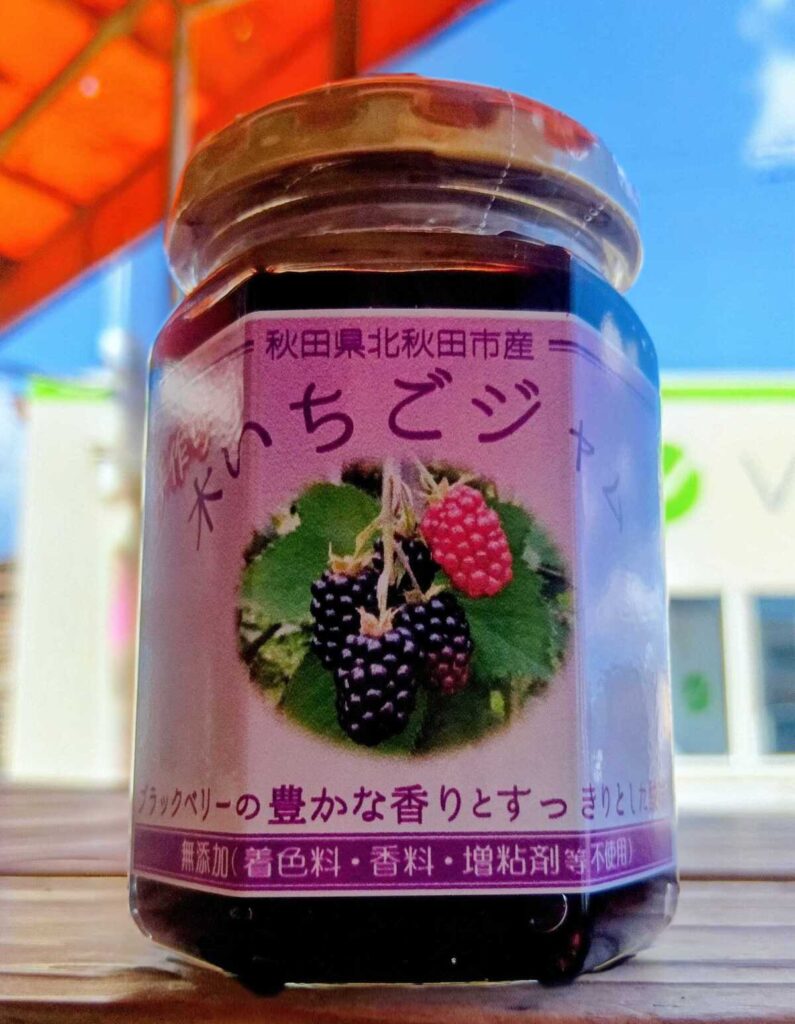 秋田県北秋田市産
木いちごジャム
ブラックベリーの豊かな香りとすっきりとした
無添加(着色料・香料・増粘剤等不使用)
V